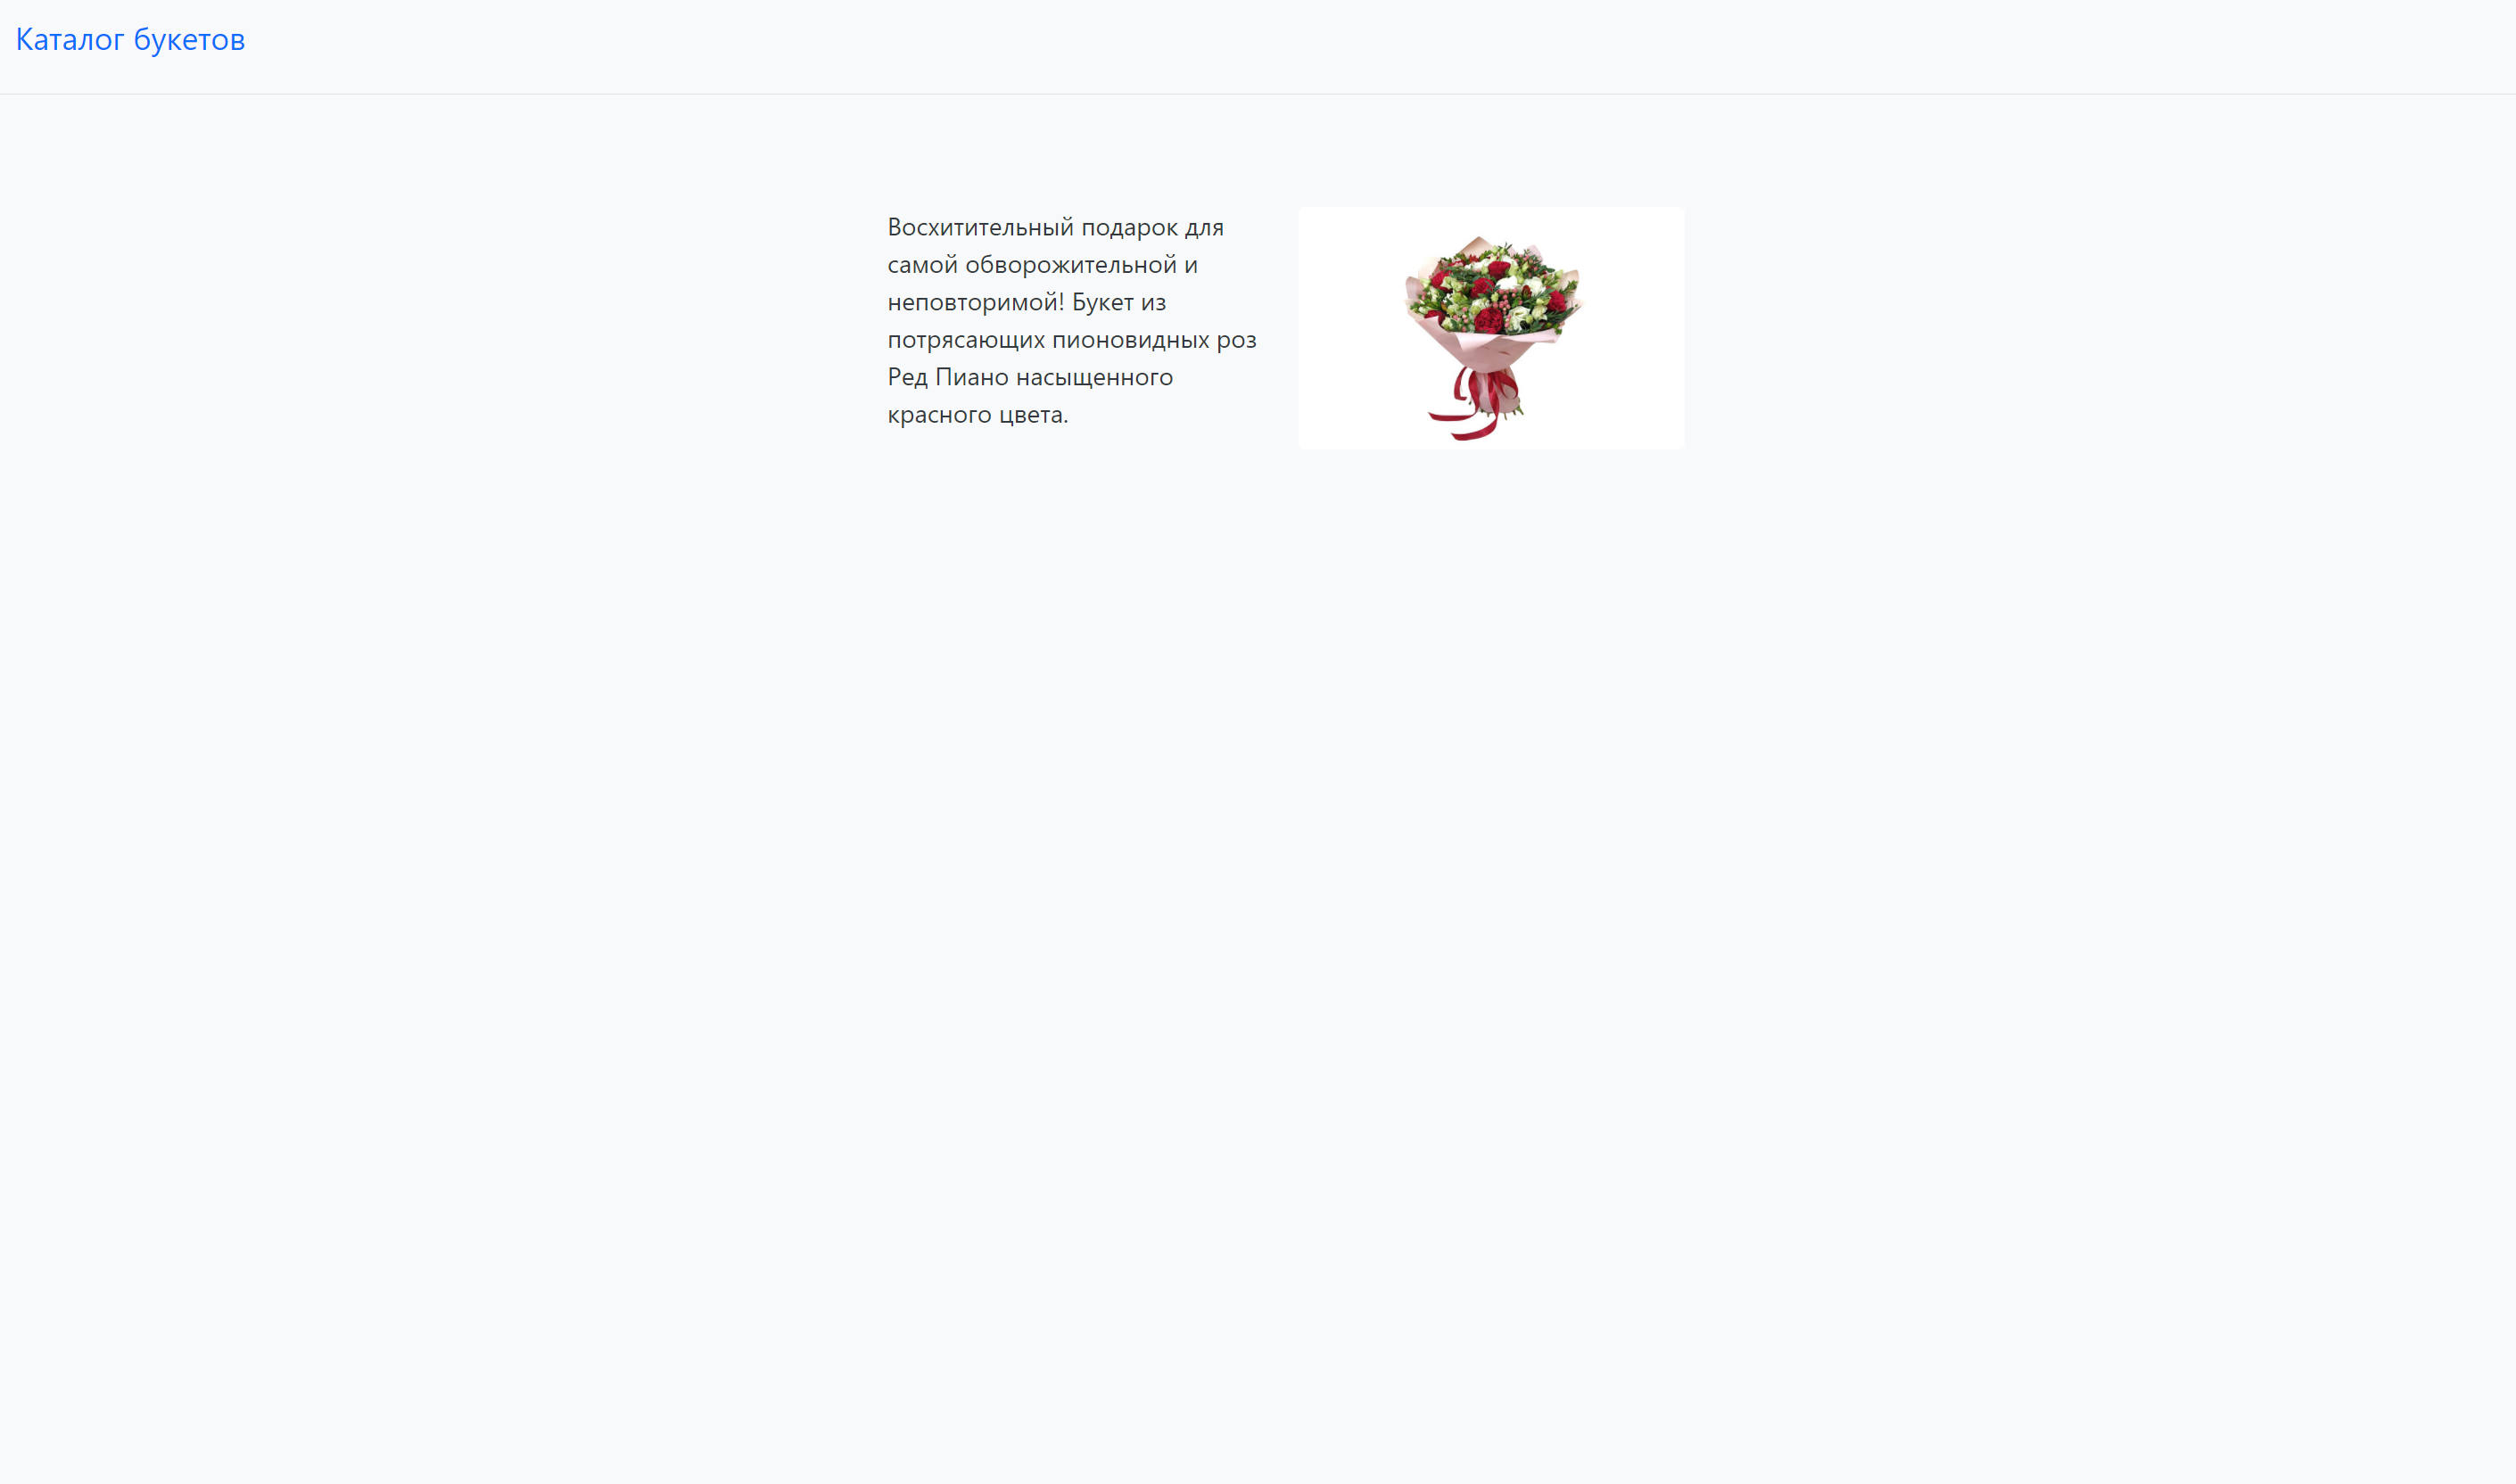 Каталог букетов
Восхитительный подарок для
самой обворожительной и
неповторимой! Букет из
потрясающих пионовидных роз
Ред Пиано насыщенного
красного цвета.